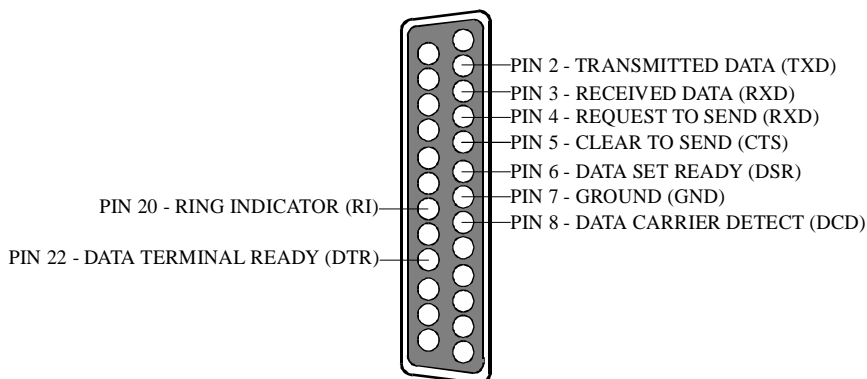 PIN 2 - TRANSMITTED DATA (TXD)
PIN 3 - RECEIVED DATA (RXD)
PIN 4 - REQUEST TO SEND (RXD)
PIN 5 - CLEAR TO SEND (CTS)
PIN 6 - DATA SET READY (DSR)
PIN 7 - GROUND (GND)
PIN 8 - DATA CARRIER DETECT (DCD)
PIN 20 - RING INDICATOR (RI)
PIN 22 - DATA TERMINAL READY (DTR)